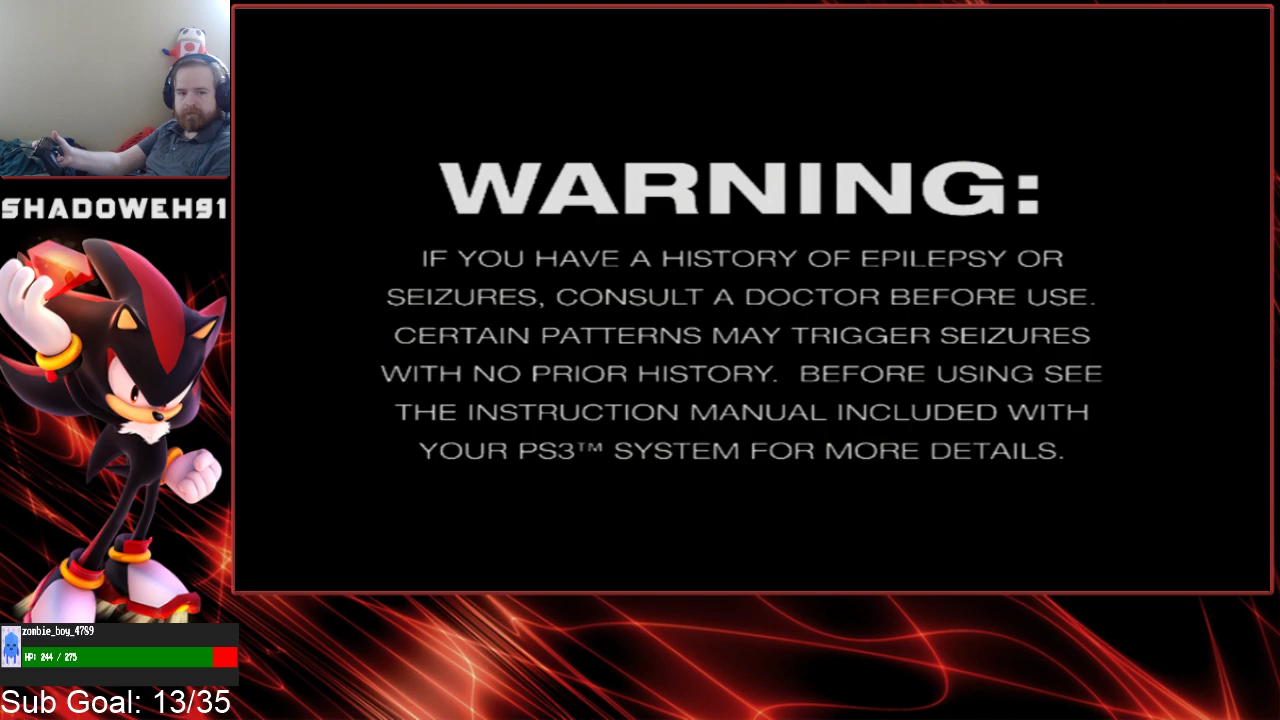 SHADOWEH91
WARNING:
IF YOU HAVE A HISTORY OF EPILEPSY OR
SEIZURES, CONSULT A DOCTOR BEFORE USE.
CERTAIN PATTERNS MAY TRIGGER SEIZURES
WITH NO PRIOR HISTORY. BEFORE USING SEE
THE INSTRUCTION MANUAL INCLUDED WITH
YOUR PS3™ SYSTEM FOR MORE DETAILS.
zombie_boy_4789
HP: 244 / 275
Sub Goal: 13/35